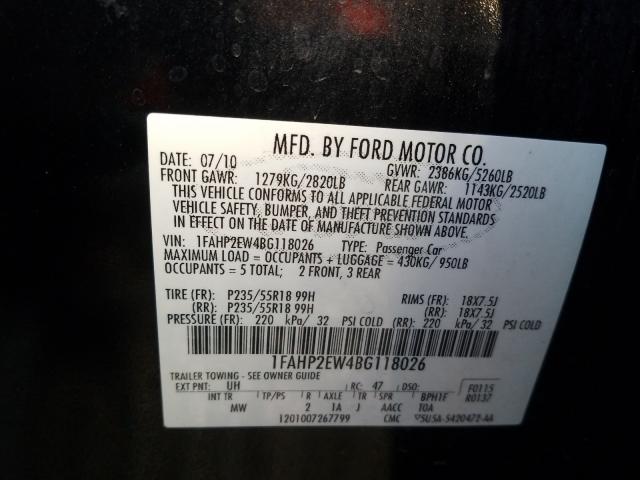 MFD. BY FORD MOTOR CO.
DATE: 07/10 GVWR: 2386KG/5260LB
FRONT GAWR: 1279KG/2820LB REAR GAWR: 1143KG/2520LB
THIS VEHICLE CONFORMS TO ALL APPLICABLE FEDERAL MOTOR
VEHICLE SAFETY, BUMPER, AND THEFT PREVENTION STANDARDS
IN EFFECT ON THE DATE OF MANUFACTURE SHOWN ABOVE.
VIN: 1FAHP2EW4BG118026 TYPE: Passenger Car
MAXIMUM LOAD = OCCUPANTS + LUGGAGE = 430KG/ 950LB
OCCUPANTS = 5 TOTAL; 2 FRONT, 3 REAR
TIRE (FR): P235/55R18 99H RIMS (FR): 18X7.5J
(RR): P235/55R18 99H (RR): 18X7.5J
PRESSURE (FR): 220 kPa/ 32 PSI COLD (RR): 220 kPa/ 32 PSI COLD
1FAHP2EW4BG118026
TRAILER TOWING - SEE OWNER GUIDE
EXT PNT: UH RC: 47 DSO: F0115
INT TR TP/PS R AXLE TR SPR BPH1F R0137
MW 2 1A J AACC 10A
1201007267799 CMC 5U5A-5420472-AA